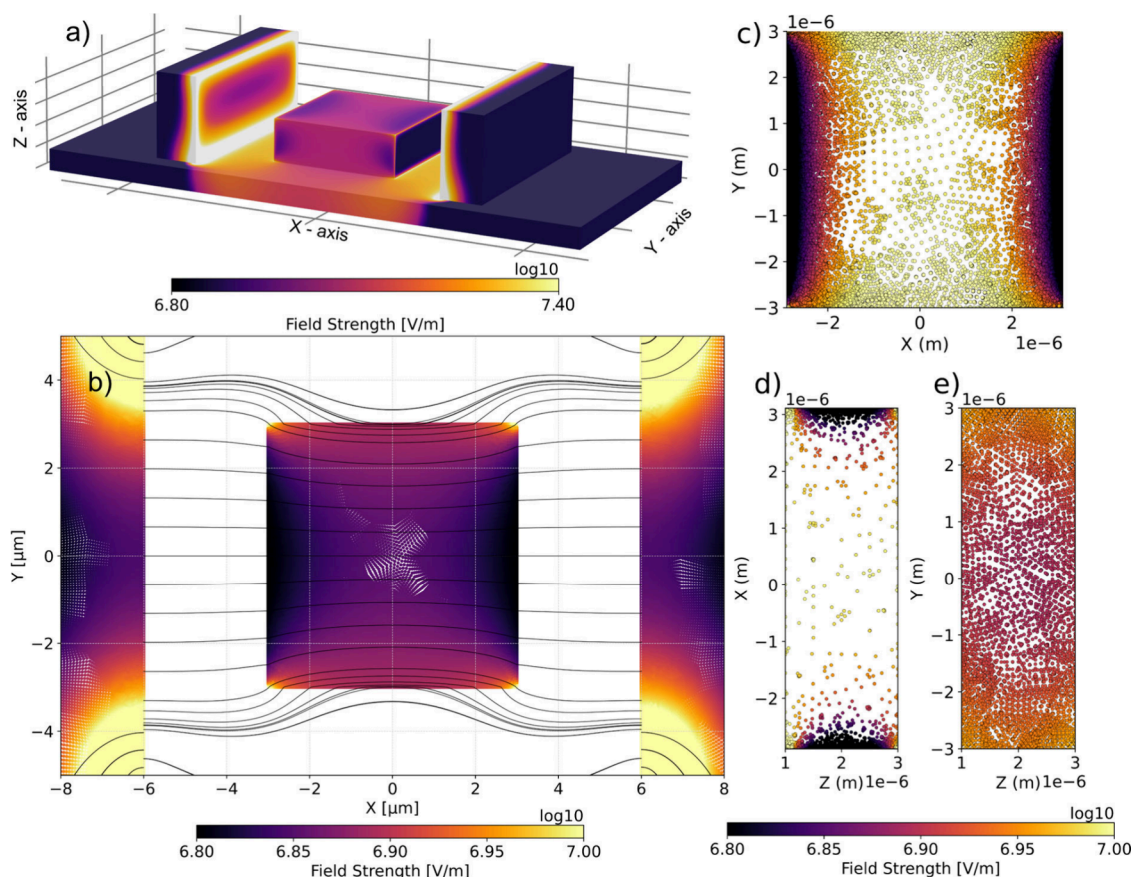 a)
Z - axis
X - axis
Y - axis
log10
6.80 7.40
Field Strength [V/m]
b)
4
2
0
−2
−4
Y [μm]
−8 −6 −4 −2 0 2 4 6 8
X [μm]
log10
6.80 6.85 6.90 6.95 7.00
Field Strength [V/m]
c)
1e−6
3
2
1
0
−1
−2
−3
Y (m)
−2 0 2
X (m) 1e−6
d)
1e−6
3
2
1
0
−1
−2
X (m)
1 2 3
Z (m) 1e−6
e)
1e−6
3
2
1
0
−1
−2
−3
Y (m)
1 2 3
Z (m) 1e−6
log10
6.80 6.85 6.90 6.95 7.00
Field Strength [V/m]